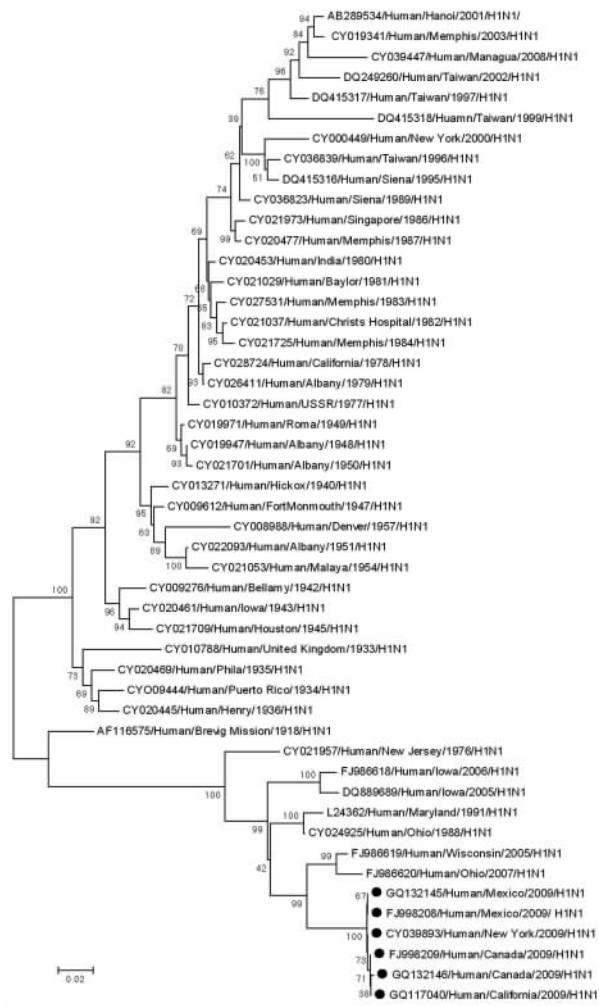 94
AB289534/Human/Hanoi/2001/H1N1/
84
CY019341/Human/Memphis/2003/H1N1
92
CY039447/Human/Managua/2008/H1N1
96
DQ249260/Human/Taiwan/2002/H1N1
76
DQ415317/Human/Taiwan/1997/H1N1
39
DQ415318/Huamn/Taiwan/1999/H1N1
CY000449/Human/New York/2000/H1N1
62
100
CY036839/Human/Taiwan/1996/H1N1
51
DQ415316/Human/Siena/1995/H1N1
74
CY036823/Human/Siena/1989/H1N1
CY021973/Human/Singapore/1986/H1N1
69
99
CY020477/Human/Memphis/1987/H1N1
CY020453/Human/India/1980/H1N1
68
CY021029/Human/Baylor/1981/H1N1
72
65
CY027531/Human/Memphis/1983/H1N1
83
CY021037/Human/Christs Hospital/1982/H1N1
95
CY021725/Human/Memphis/1984/H1N1
70
CY028724/Human/California/1978/H1N1
93
CY026411/Human/Albany/1979/H1N1
82
CY010372/Human/USSR/1977/H1N1
CY019971/Human/Roma/1949/H1N1
92
69
CY019947/Human/Albany/1948/H1N1
93
CY021701/Human/Albany/1950/H1N1
CY013271/Human/Hickox/1940/H1N1
95
CY009612/Human/FortMonmouth/1947/H1N1
82
63
CY008988/Human/Denver/1957/H1N1
89
CY022093/Human/Albany/1951/H1N1
100
CY021053/Human/Malaya/1954/H1N1
100
CY009276/Human/Bellamy/1942/H1N1
96
CY020461/Human/Iowa/1943/H1N1
94
CY021709/Human/Houston/1945/H1N1
CY010788/Human/United Kingdom/1933/H1N1
73
CY020469/Human/Phila/1935/H1N1
69
CYO09444/Human/Puerto Rico/1934/H1N1
89
CY020445/Human/Henry/1936/H1N1
AF116575/Human/Brevig Mission/1918/H1N1
CY021957/Human/New Jersey/1976/H1N1
100
100
FJ986618/Human/Iowa/2006/H1N1
DQ889689/Human/Iowa/2005/H1N1
99
100
L24362/Human/Maryland/1991/H1N1
CY024925/Human/Ohio/1988/H1N1
42
99
FJ986619/Human/Wisconsin/2005/H1N1
FJ986620/Human/Ohio/2007/H1N1
99
67
GQ132145/Human/Mexico/2009/H1N1
FJ998208/Human/Mexico/2009/ H1N1
100
CY039893/Human/New York/2009/H1N1
73
FJ998209/Human/Canada/2009/H1N1
71
GQ132146/Human/Canada/2009/H1N1
38
GQ117040/Human/California/2009/H1N1
0.02